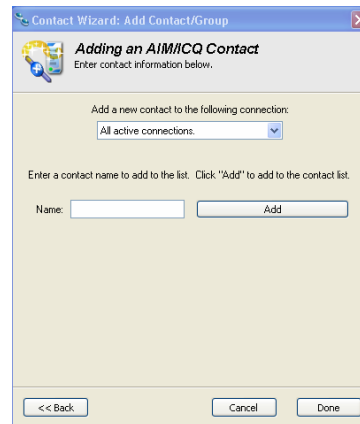 Contact Wizard: Add Contact/Group
Adding an AIM/ICQ Contact
Enter contact information below.
Add a new contact to the following connection:
All active connections.
Enter a contact name to add to the list. Click "Add" to add to the contact list.
Name:
Add
<< Back
Cancel
Done